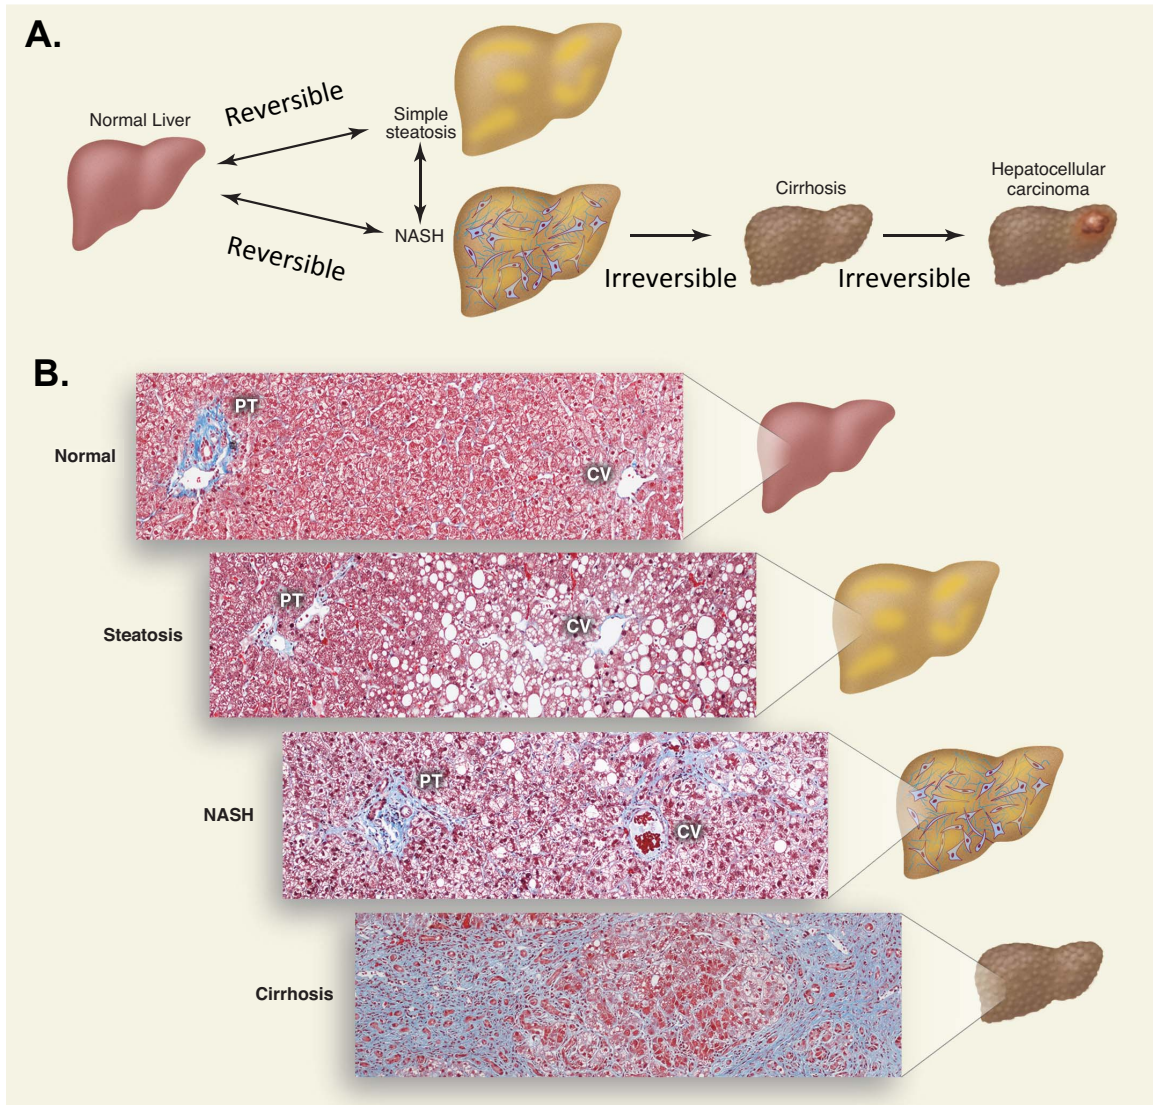 A.
Normal Liver
Reversible
Simple
steatosis
Reversible
NASH
Irreversible
Cirrhosis
Irreversible
Hepatocellular
carcinoma
B.
Normal
PT
CV
Steatosis
PT
CV
NASH
PT
CV
Cirrhosis